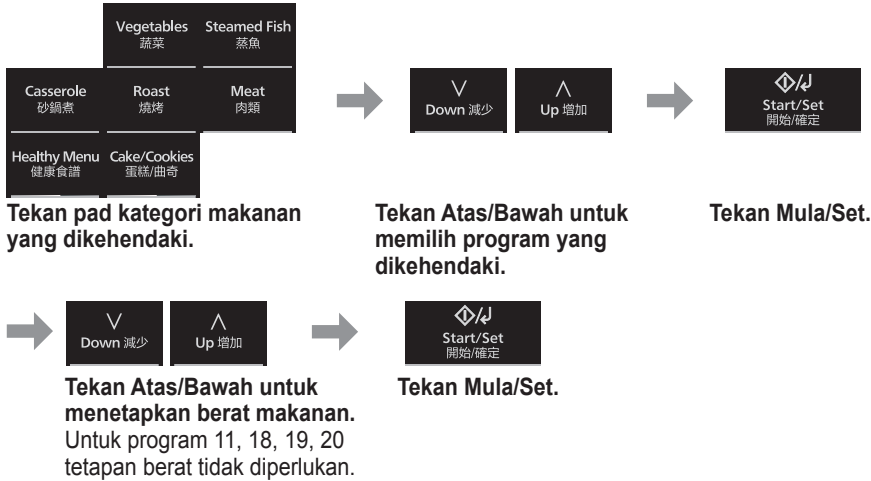 Vegetables
蔬菜
Steamed Fish
蒸魚
Casserole
砂鍋煮
Roast
燒烤
Meat
肉類
Healthy Menu
健康食譜
Cake/Cookies
蛋糕/曲奇
Down 減少
Up 增加
Start/Set
開始/確定
Tekan pad kategori makanan
yang dikehendaki.
Tekan Atas/Bawah untuk
memilih program yang
dikehendaki.
Tekan Mula/Set.
Down 減少
Up 增加
Start/Set
開始/確定
Tekan Atas/Bawah untuk
menetapkan berat makanan.
Untuk program 11, 18, 19, 20
tetapan berat tidak diperlukan.
Tekan Mula/Set.